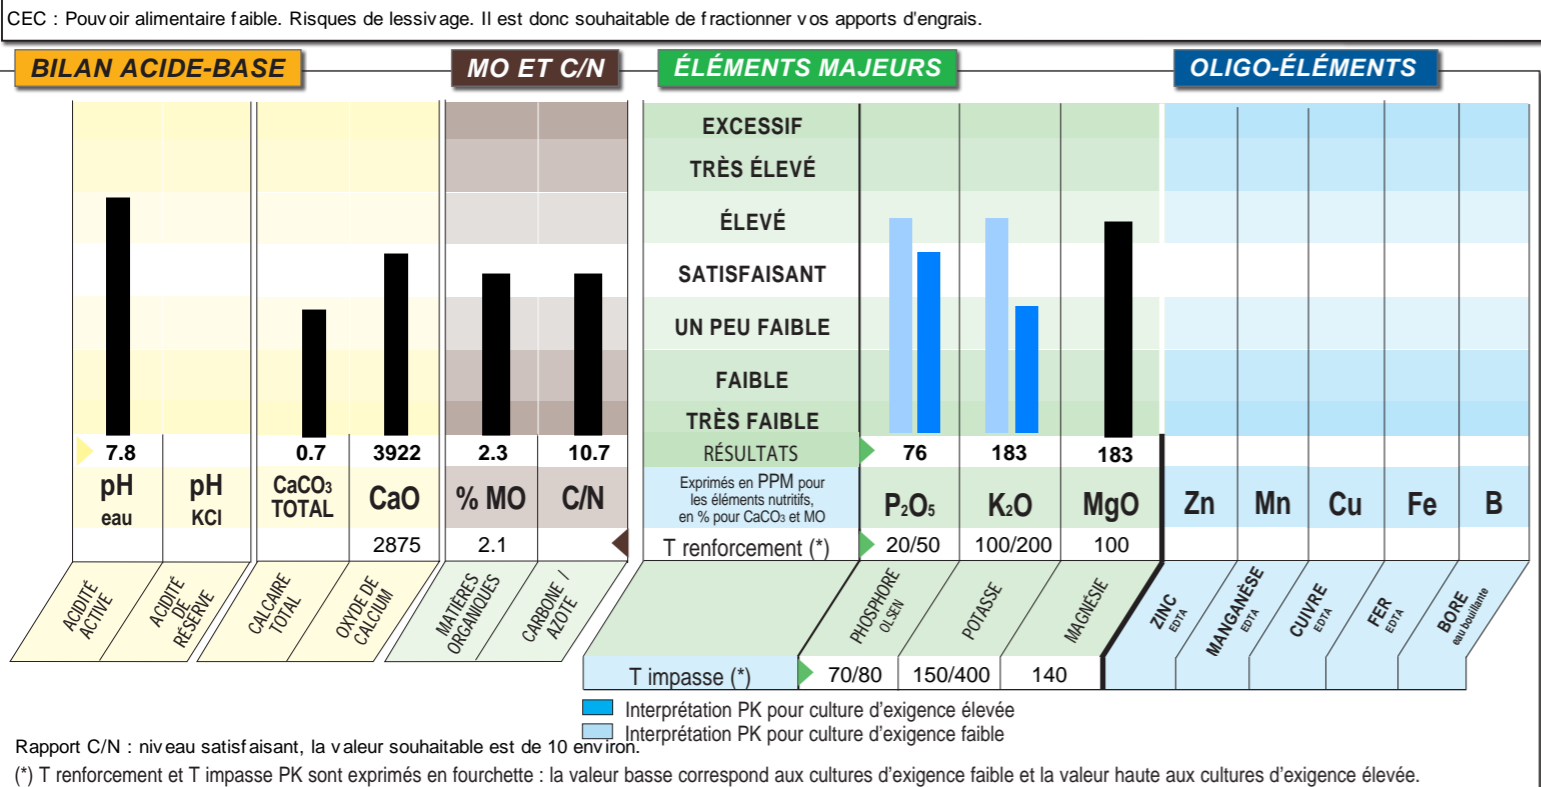 CEC : Pouvoir alimentaire faible. Risques de lessivage. Il est donc souhaitable de fractionner vos apports d'engrais.
BILAN ACIDE-BASE MO ET C/N ÉLÉMENTS MAJEURS OLIGO-ÉLÉMENTS
EXCESSIF
TRÈS ÉLEVÉ
ÉLEVÉ
SATISFAISANT
UN PEU FAIBLE
FAIBLE
TRÈS FAIBLE
7.8 0.7 3922 2.3 10.7 RÉSULTATS 76 183 183
pH eau
pH KCl
CaCO3 TOTAL
CaO
% MO
C/N
Exprimés en PPM pour
les éléments nutritifs,
en % pour CaCO3 et MO
P2O5 K2O MgO Zn Mn Cu Fe B
2875 2.1 T renforcement (*) 20/50 100/200 100
ACIDITÉ ACTIVE
ACIDITÉ DE RÉSERVE
CALCAIRE TOTAL
OXYDE DE CALCIUM
MATIÈRES ORGANIQUES
CARBONE / AZOTE
PHOSPHORE OLSEN
POTASSE
MAGNÉSIE
ZINC EDTA
MANGANÈSE EDTA
CUIVRE EDTA
FER EDTA
BORE eau bouillante
T impasse (*) 70/80 150/400 140
Interprétation PK pour culture d'exigence élevée
Interprétation PK pour culture d'exigence faible
Rapport C/N : niveau satisfaisant, la valeur souhaitable est de 10 environ.
(*) T renforcement et T impasse PK sont exprimés en fourchette : la valeur basse correspond aux cultures d'exigence faible et la valeur haute aux cultures d'exigence élevée.